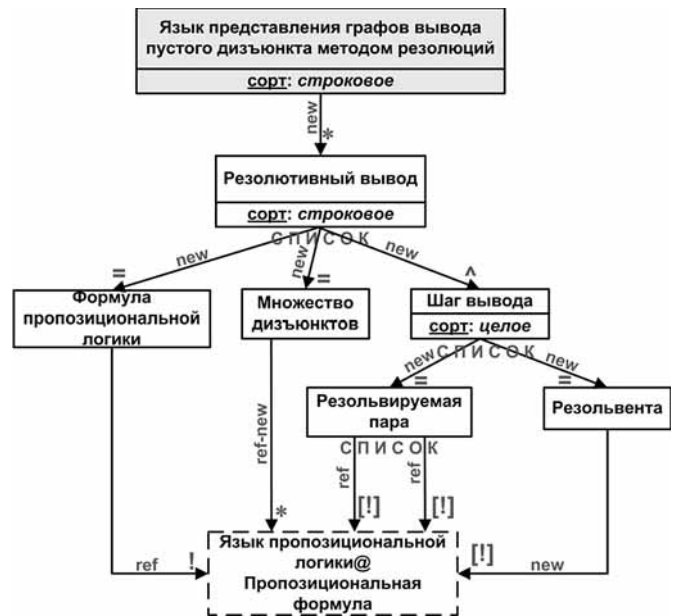 Язык представления графов вывода
пустого дизъюнкта методом резолюций
сорт: строковое
new
*
Резолютивный вывод
сорт: строковое
СПИСОК
new
new
new
=
=
^
Формула
пропозициональной
логики
Множество
дизъюнктов
Шаг вывода
сорт: целое
СПИСОК
new
new
=
=
Резольвируемая
пара
Резольвента
СПИСОК
ref-new
ref
ref
*
[!]
[!]
Язык пропозициональной
логики@
Пропозициональная
формула
ref
!
[!]
new